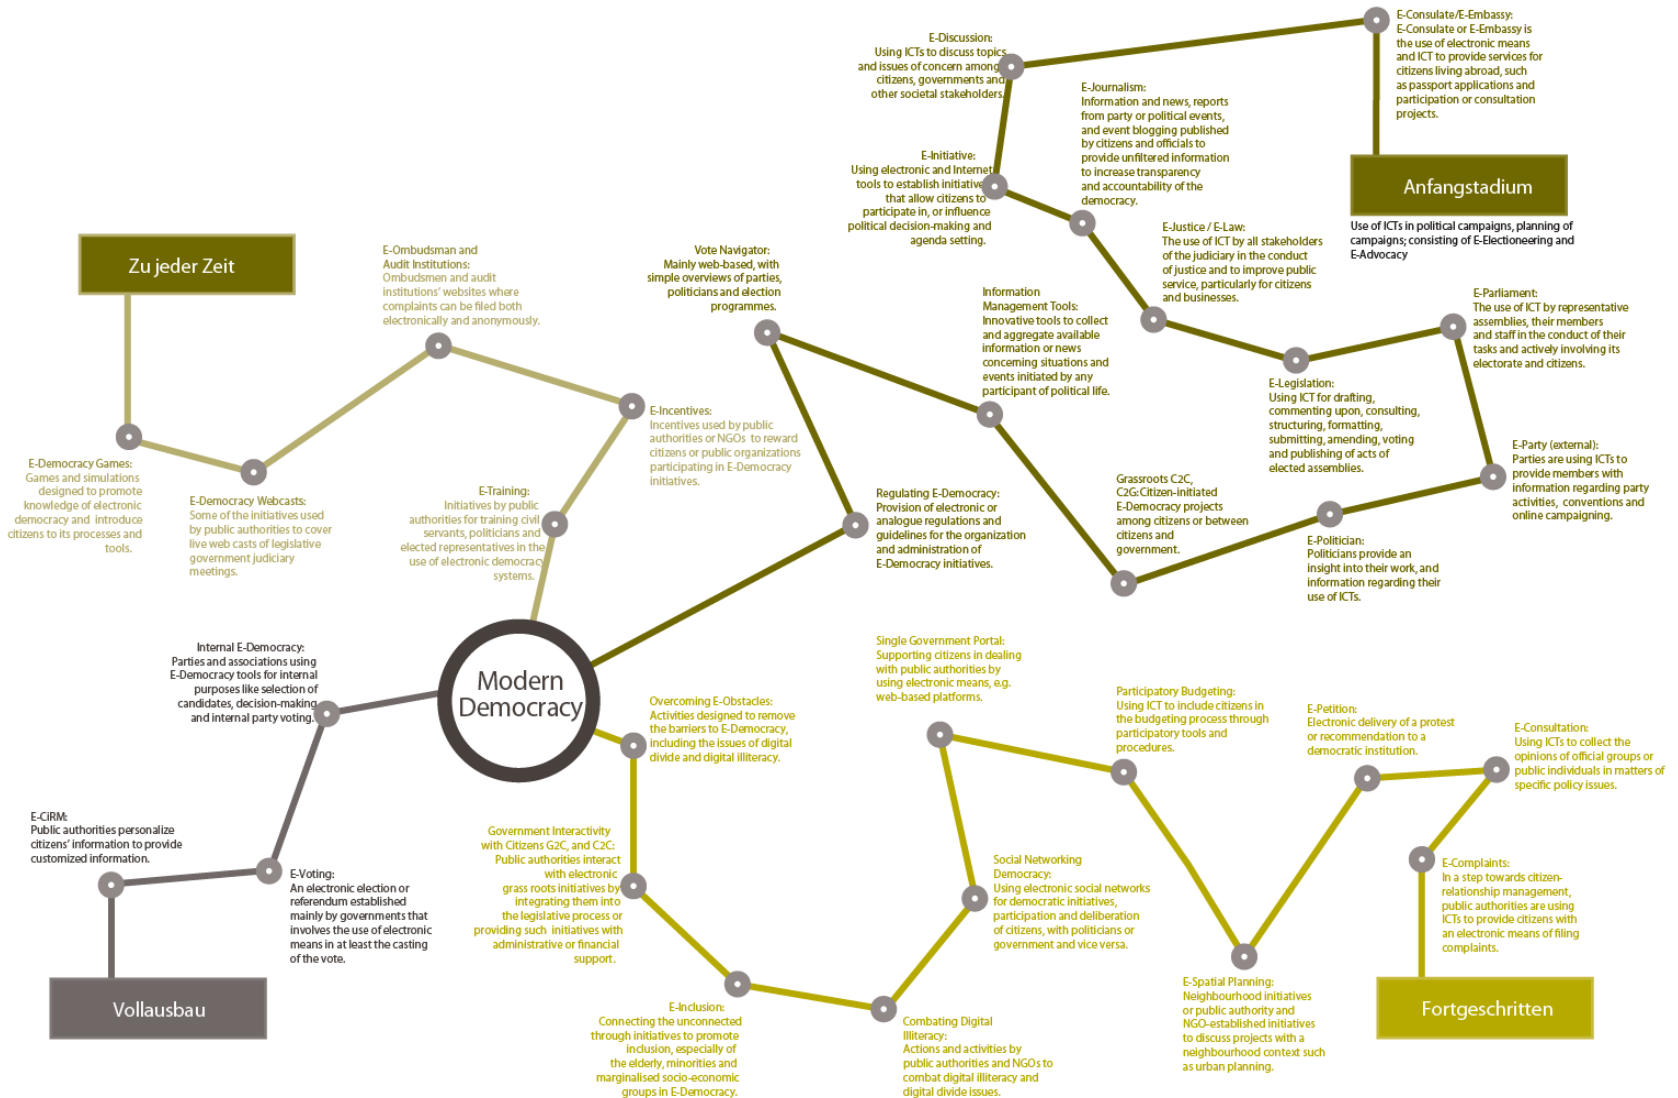 E-Consulate/E-Embassy:
E-Consulate or E-Embassy is
the use of electronic means
and ICT to provide services for
citizens living abroad, such
as passport applications and
participation or consultation
projects.
Anfangstadium
Use of ICTs in political campaigns, planning of
campaigns; consisting of E-Electioneering and
E-Advocacy
E-Discussion:
Using ICTs to discuss topics
and issues of concern among
citizens, governments and
other societal stakeholders.
E-Initiative:
Using electronic and Internet
tools to establish initiative
that allow citizens to
participate in, or influence
political decision-making and
agenda setting.
E-Journalism:
Information and news, reports
from party or political events,
and event blogging published
by citizens and officials to
provide unfiltered information
to increase transparency
and accountability of the
democracy.
E-Justice / E-Law:
The use of ICT by all stakeholders
of the judiciary in the conduct
of justice and to improve public
service, particularly for citizens
and businesses.
E-Legislation:
Using ICT for drafting,
commenting upon, consulting,
structuring, formatting,
submitting, amending, voting
and publishing of acts of
elected assemblies.
E-Parliament:
The use of ICT by representative
assemblies, their members
and staff in the conduct of their
tasks and actively involving its
electorate and citizens.
E-Party (external):
Parties are using ICTs to
provide members with
information regarding party
activities, conventions and
online campaigning.
E-Politician:
Politicians provide an
insight into their work, and
information regarding their
use of ICTs.
Grassroots C2C,
C2G:Citizen-initiated
E-Democracy projects
among citizens or between
citizens and
government.
Information
Management Tools:
Innovative tools to collect
and aggregate available
information or news
concerning situations and
events initiated by any
participant of political life.
Vote Navigator:
Mainly web-based, with
simple overviews of parties,
politicians and election
programmes.
Regulating E-Democracy:
Provision of electronic or
analogue regulations and
guidelines for the organization
and administration of
E-Democracy initiatives.
Zu jeder Zeit
E-Democracy Games:
Games and simulations
designed to promote
knowledge of electronic
democracy and introduce
citizens to its processes and
tools.
E-Democracy Webcasts:
Some of the initiatives used
by public authorities to cover
live web casts of legislative
government judiciary
meetings.
E-Ombudsman and
Audit Institutions:
Ombudsmen and audit
institutions' websites where
complaints can be filed both
electronically and anonymously.
E-Incentives:
Incentives used by public
authorities or NGOs to reward
citizens or public organizations
participating in E-Democracy
initiatives.
E-Training:
Initiatives by public
authorities for training civil
servants, politicians and
elected representatives in the
use of electronic democracy
systems.
Modern
Democracy
Internal E-Democracy:
Parties and associations using
E-Democracy tools for internal
purposes like selection of
candidates, decision-making
and internal party voting.
E-Voting:
An electronic election or
referendum established
mainly by governments that
involves the use of electronic
means in at least the casting
of the vote.
E-CiRM:
Public authorities personalize
citizens' information to provide
customized information.
Vollausbau
Overcoming E-Obstacles:
Activities designed to remove
the barriers to E-Democracy,
including the issues of digital
divide and digital illiteracy.
Government Interactivity
with Citizens G2C, and C2C:
Public authorities interact
with electronic
grass roots initiatives by
integrating them into
the legislative process or
providing such initiatives with
administrative or financial
support.
E-Inclusion:
Connecting the unconnected
through initiatives to promote
inclusion, especially of
the elderly, minorities and
marginalised socio-economic
groups in E-Democracy.
Combating Digital
Illiteracy:
Actions and activities by
public authorities and NGOs to
combat digital illiteracy and
digital divide issues.
Social Networking
Democracy:
Using electronic social networks
for democratic initiatives,
participation and deliberation
of citizens, with politicians or
government and vice versa.
Single Government Portal:
Supporting citizens in dealing
with public authorities by
using electronic means, e.g.
web-based platforms.
Participatory Budgeting:
Using ICT to include citizens in
the budgeting process through
participatory tools and
procedures.
E-Spatial Planning:
Neighbourhood initiatives
or public authority and
NGO-established initiatives
to discuss projects with a
neighbourhood context such
as urban planning.
E-Petition:
Electronic delivery of a protest
or recommendation to a
democratic institution.
E-Consultation:
Using ICTs to collect the
opinions of official groups or
public individuals in matters of
specific policy issues.
E-Complaints:
In a step towards citizen-
relationship management,
public authorities are using
ICTs to provide citizens with
an electronic means of filing
complaints.
Fortgeschritten